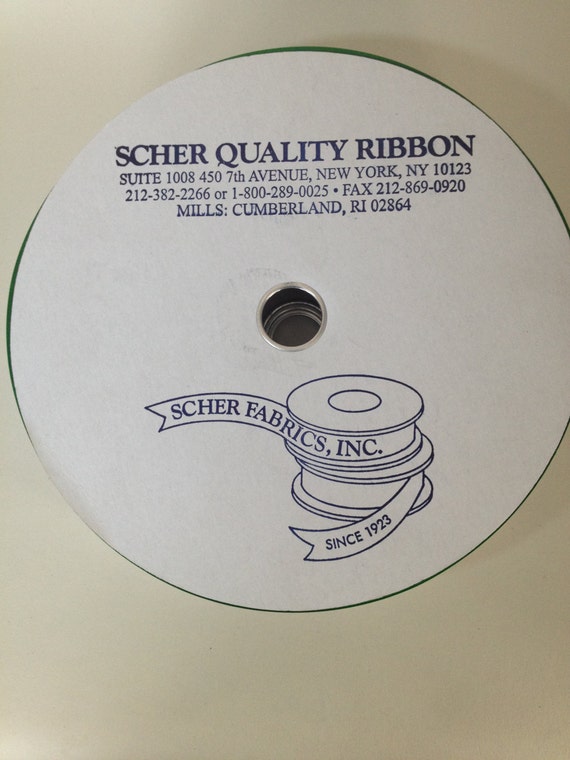 SCHER QUALITY RIBBON
SUITE 1008 450 7th AVENUE, NEW YORK, NY 10123
212-382-2266 or 1-800-289-0025 • FAX 212-869-0920
MILLS: CUMBERLAND, RI 02864
SCHER FABRICS, INC.
SINCE 1923